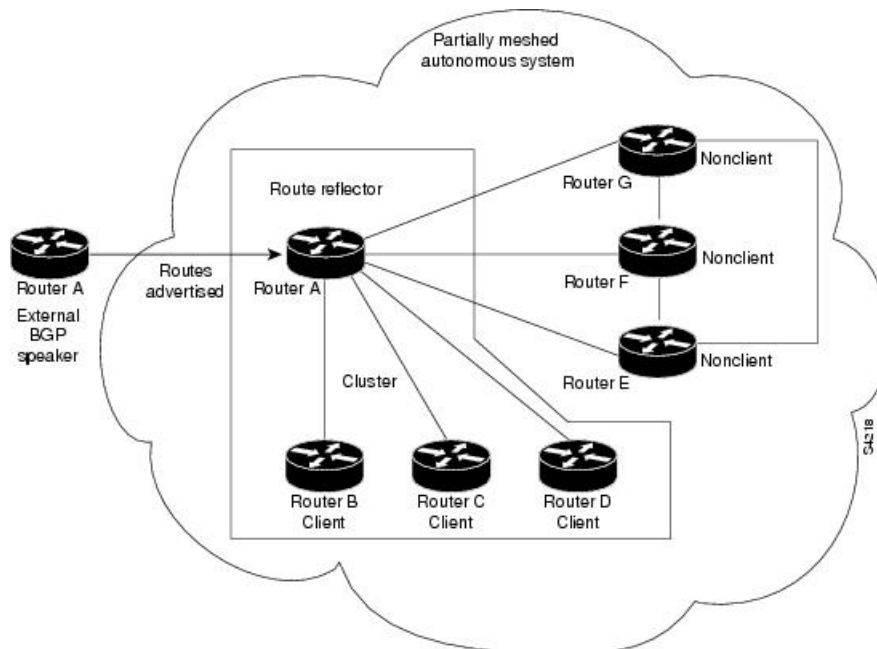 Partially meshed
autonomous system
Nonclient
Router G
Route reflector
Nonclient
Router F
Router A
Routes
advertised
Router A
External
BGP
speaker
Nonclient
Router E
Cluster
S4218
Router B
Client
Router C
Client
Router D
Client